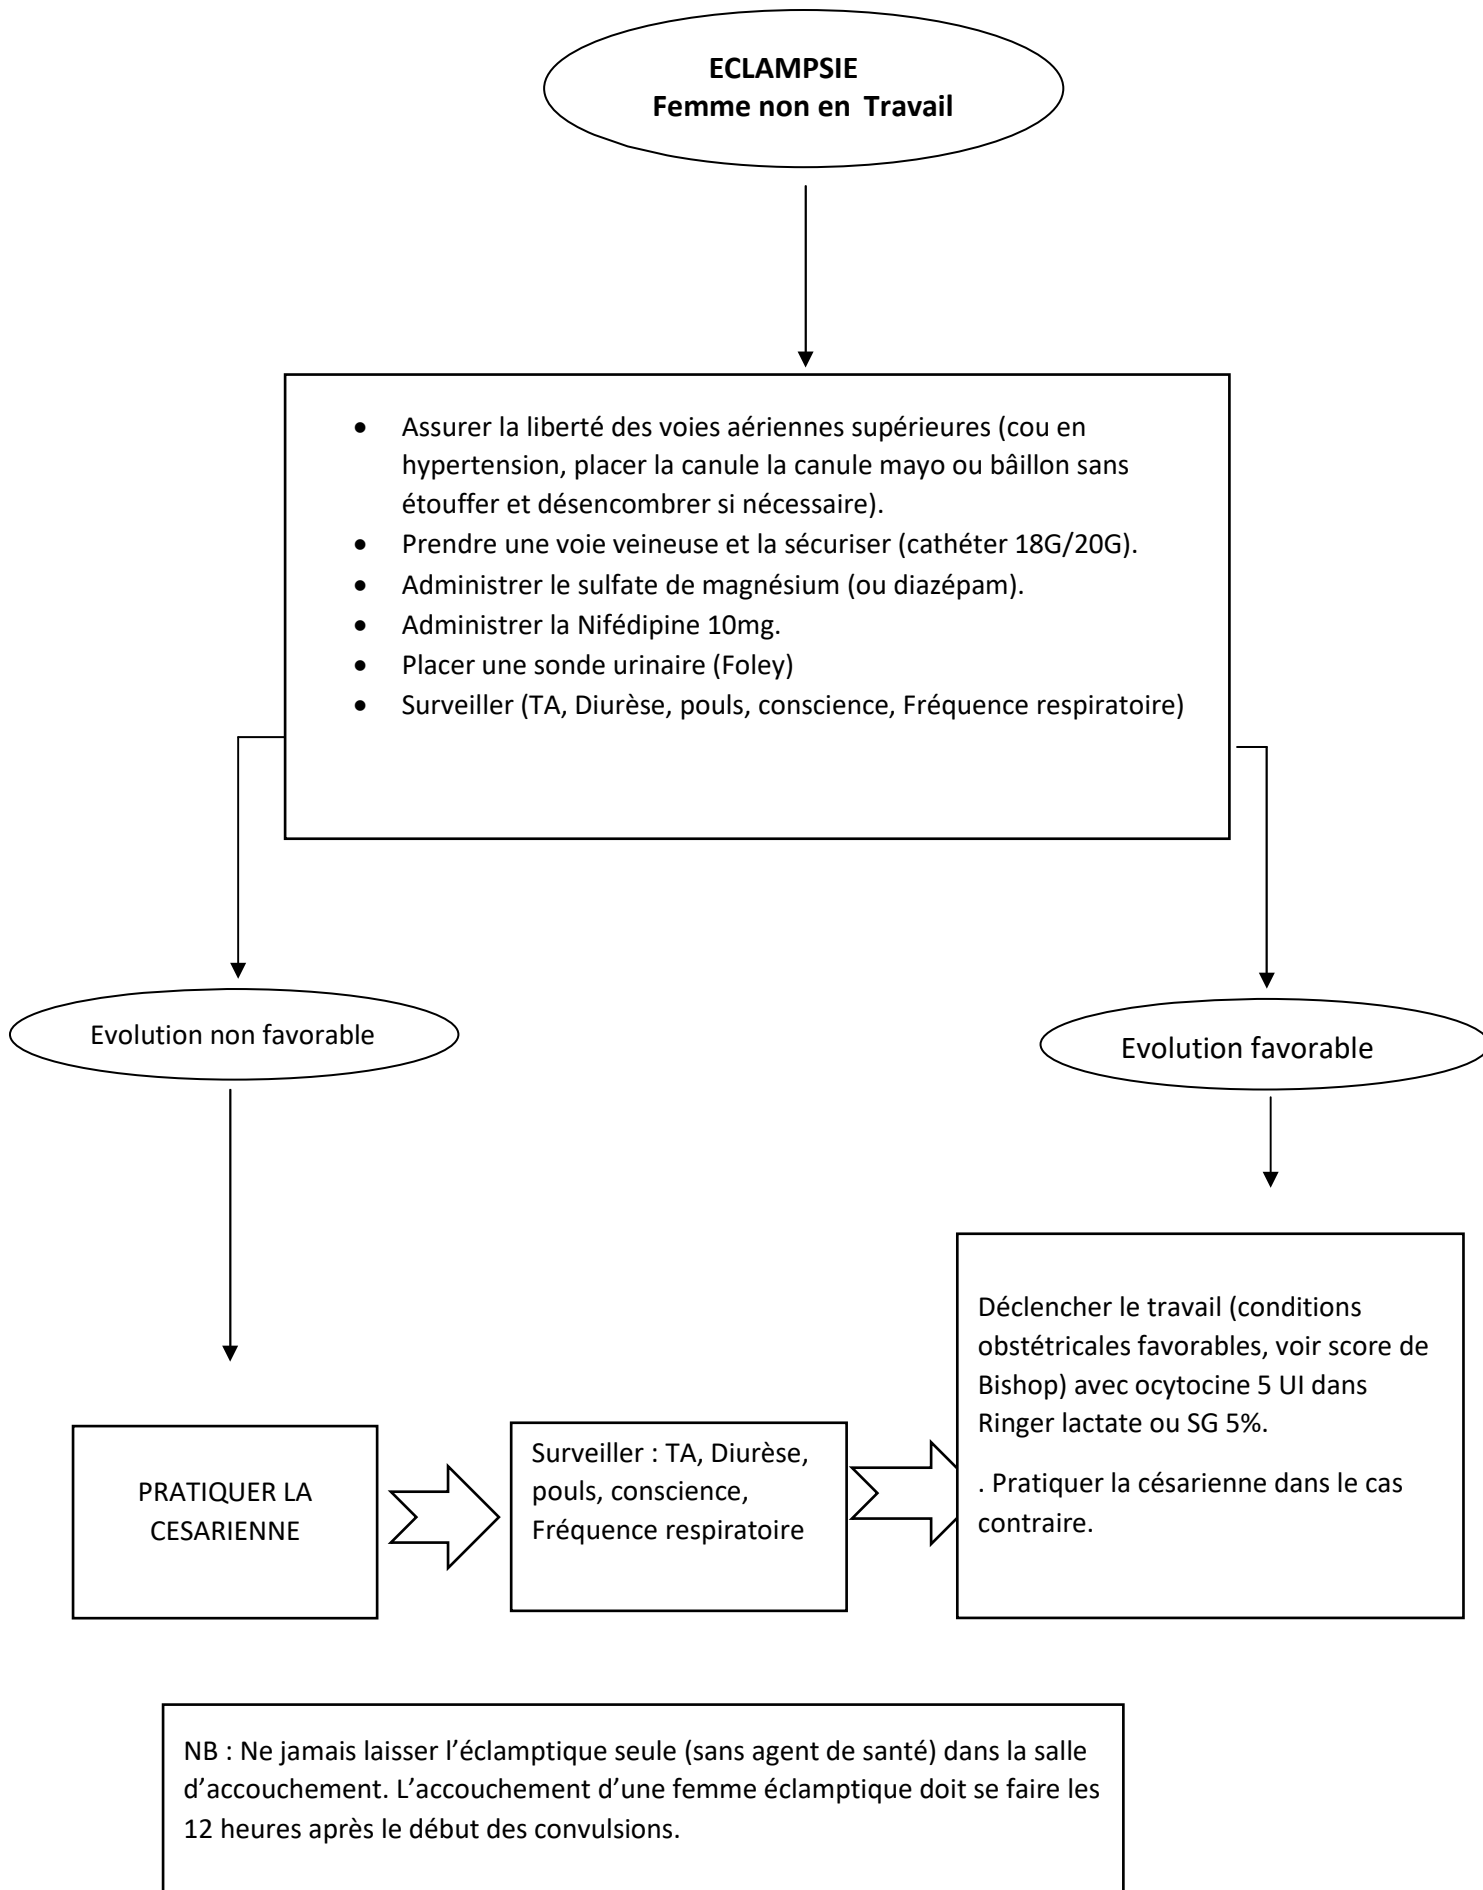 ECLAMPSIE
Femme non en Travail
• Assurer la liberté des voies aériennes supérieures (cou en
hypertension, placer la canule la canule mayo ou bâillon sans
étouffer et désencombrer si nécessaire).
• Prendre une voie veineuse et la sécuriser (cathéter 18G/20G).
• Administrer le sulfate de magnésium (ou diazépam).
• Administrer la Nifédipine 10mg.
• Placer une sonde urinaire (Foley)
• Surveiller (TA, Diurèse, pouls, conscience, Fréquence respiratoire)
Evolution non favorable
Evolution favorable
PRATIQUER LA
CESARIENNE
Surveiller : TA, Diurèse,
pouls, conscience,
Fréquence respiratoire
Déclencher le travail (conditions
obstétricales favorables, voir score de
Bishop) avec ocytocine 5 UI dans
Ringer lactate ou SG 5%.
. Pratiquer la césarienne dans le cas
contraire.
NB : Ne jamais laisser l’éclamptique seule (sans agent de santé) dans la salle
d’accouchement. L’accouchement d’une femme éclamptique doit se faire les
12 heures après le début des convulsions.